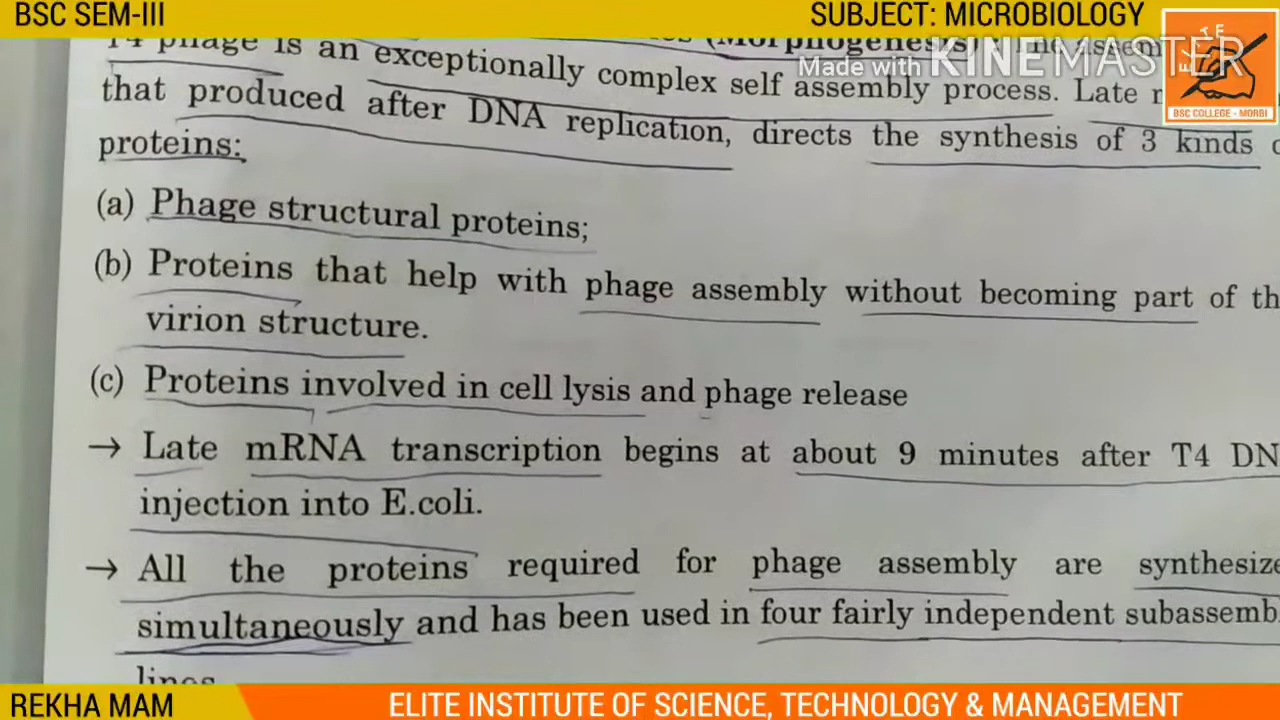 BSC SEM-III
SUBJECT: MICROBIOLOGY
(Morphogenesis)
Made with KINEMASTER
ELITE
BSC COLLEGE - MORBI
T4 phage is an exceptionally complex self assembly process. Late
that produced after DNA replication, directs the synthesis of 3 kinds
proteins:
(a) Phage structural proteins;
(b) Proteins that help with phage assembly without becoming part of th
virion structure.
(c) Proteins involved in cell lysis and phage release
→ Late mRNA transcription begins at about 9 minutes after T4 DN
injection into E.coli.
→ All the proteins required for phage assembly are synthesize
simultaneously and has been used in four fairly independent subassemb
lines
REKHA MAM
ELITE INSTITUTE OF SCIENCE, TECHNOLOGY & MANAGEMENT